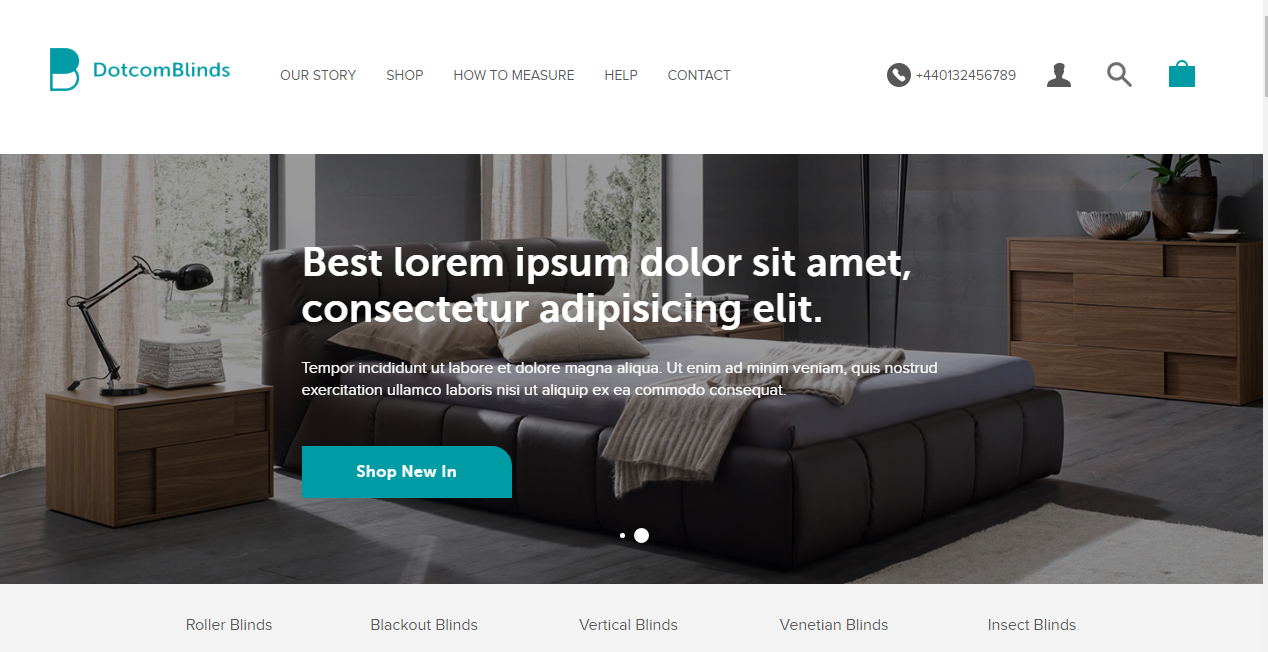 DotcomBlinds
OUR STORY SHOP HOW TO MEASURE HELP CONTACT
+440132456789
Best lorem ipsum dolor sit amet,
consectetur adipisicing elit.
Tempor incididunt ut labore et dolore magna aliqua. Ut enim ad minim veniam, quis nostrud
exercitation ullamco laboris nisi ut aliquip ex ea commodo consequat.
Shop New In
Roller Blinds Blackout Blinds Vertical Blinds Venetian Blinds Insect Blinds